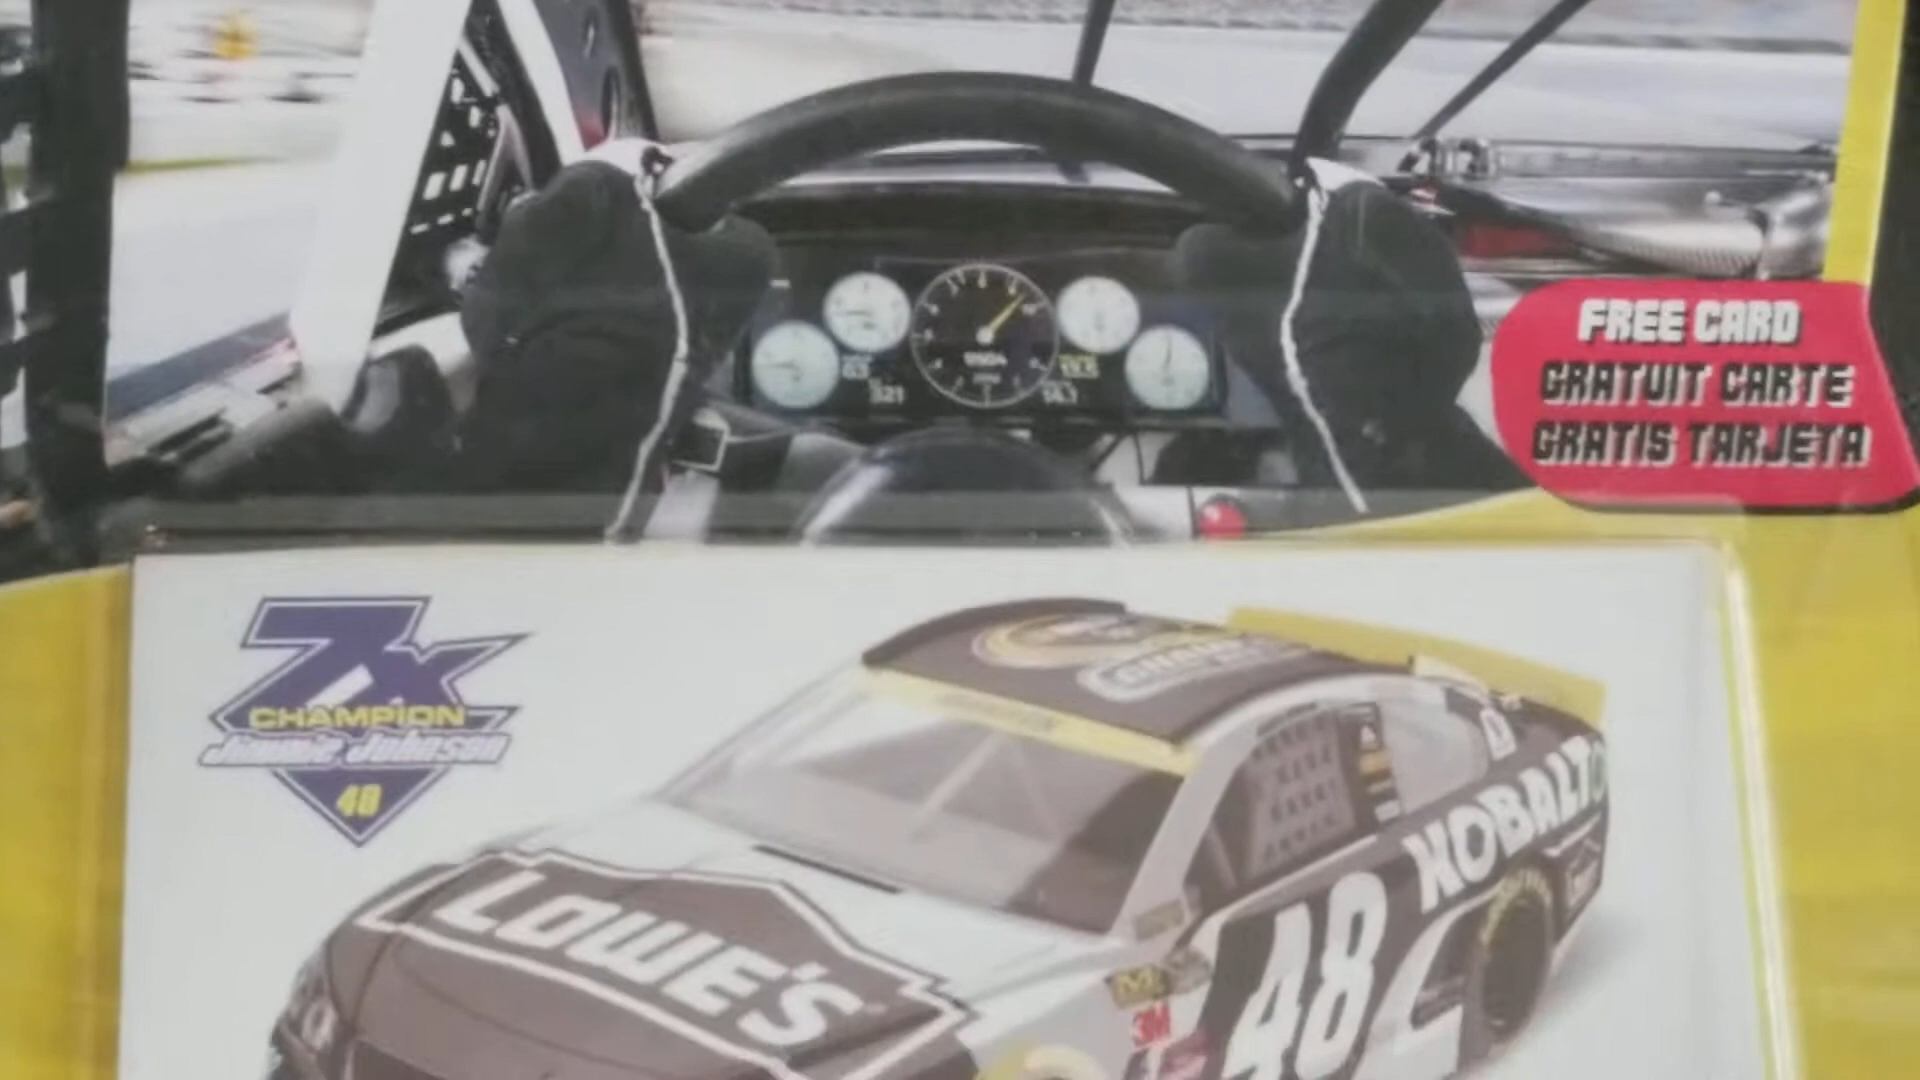 FREE CARD
GRATUIT CARTE
GRATIS TARJETA
7X
CHAMPION
Jimmie Johnson
48
KOBALT
LOWE'S
48
3M